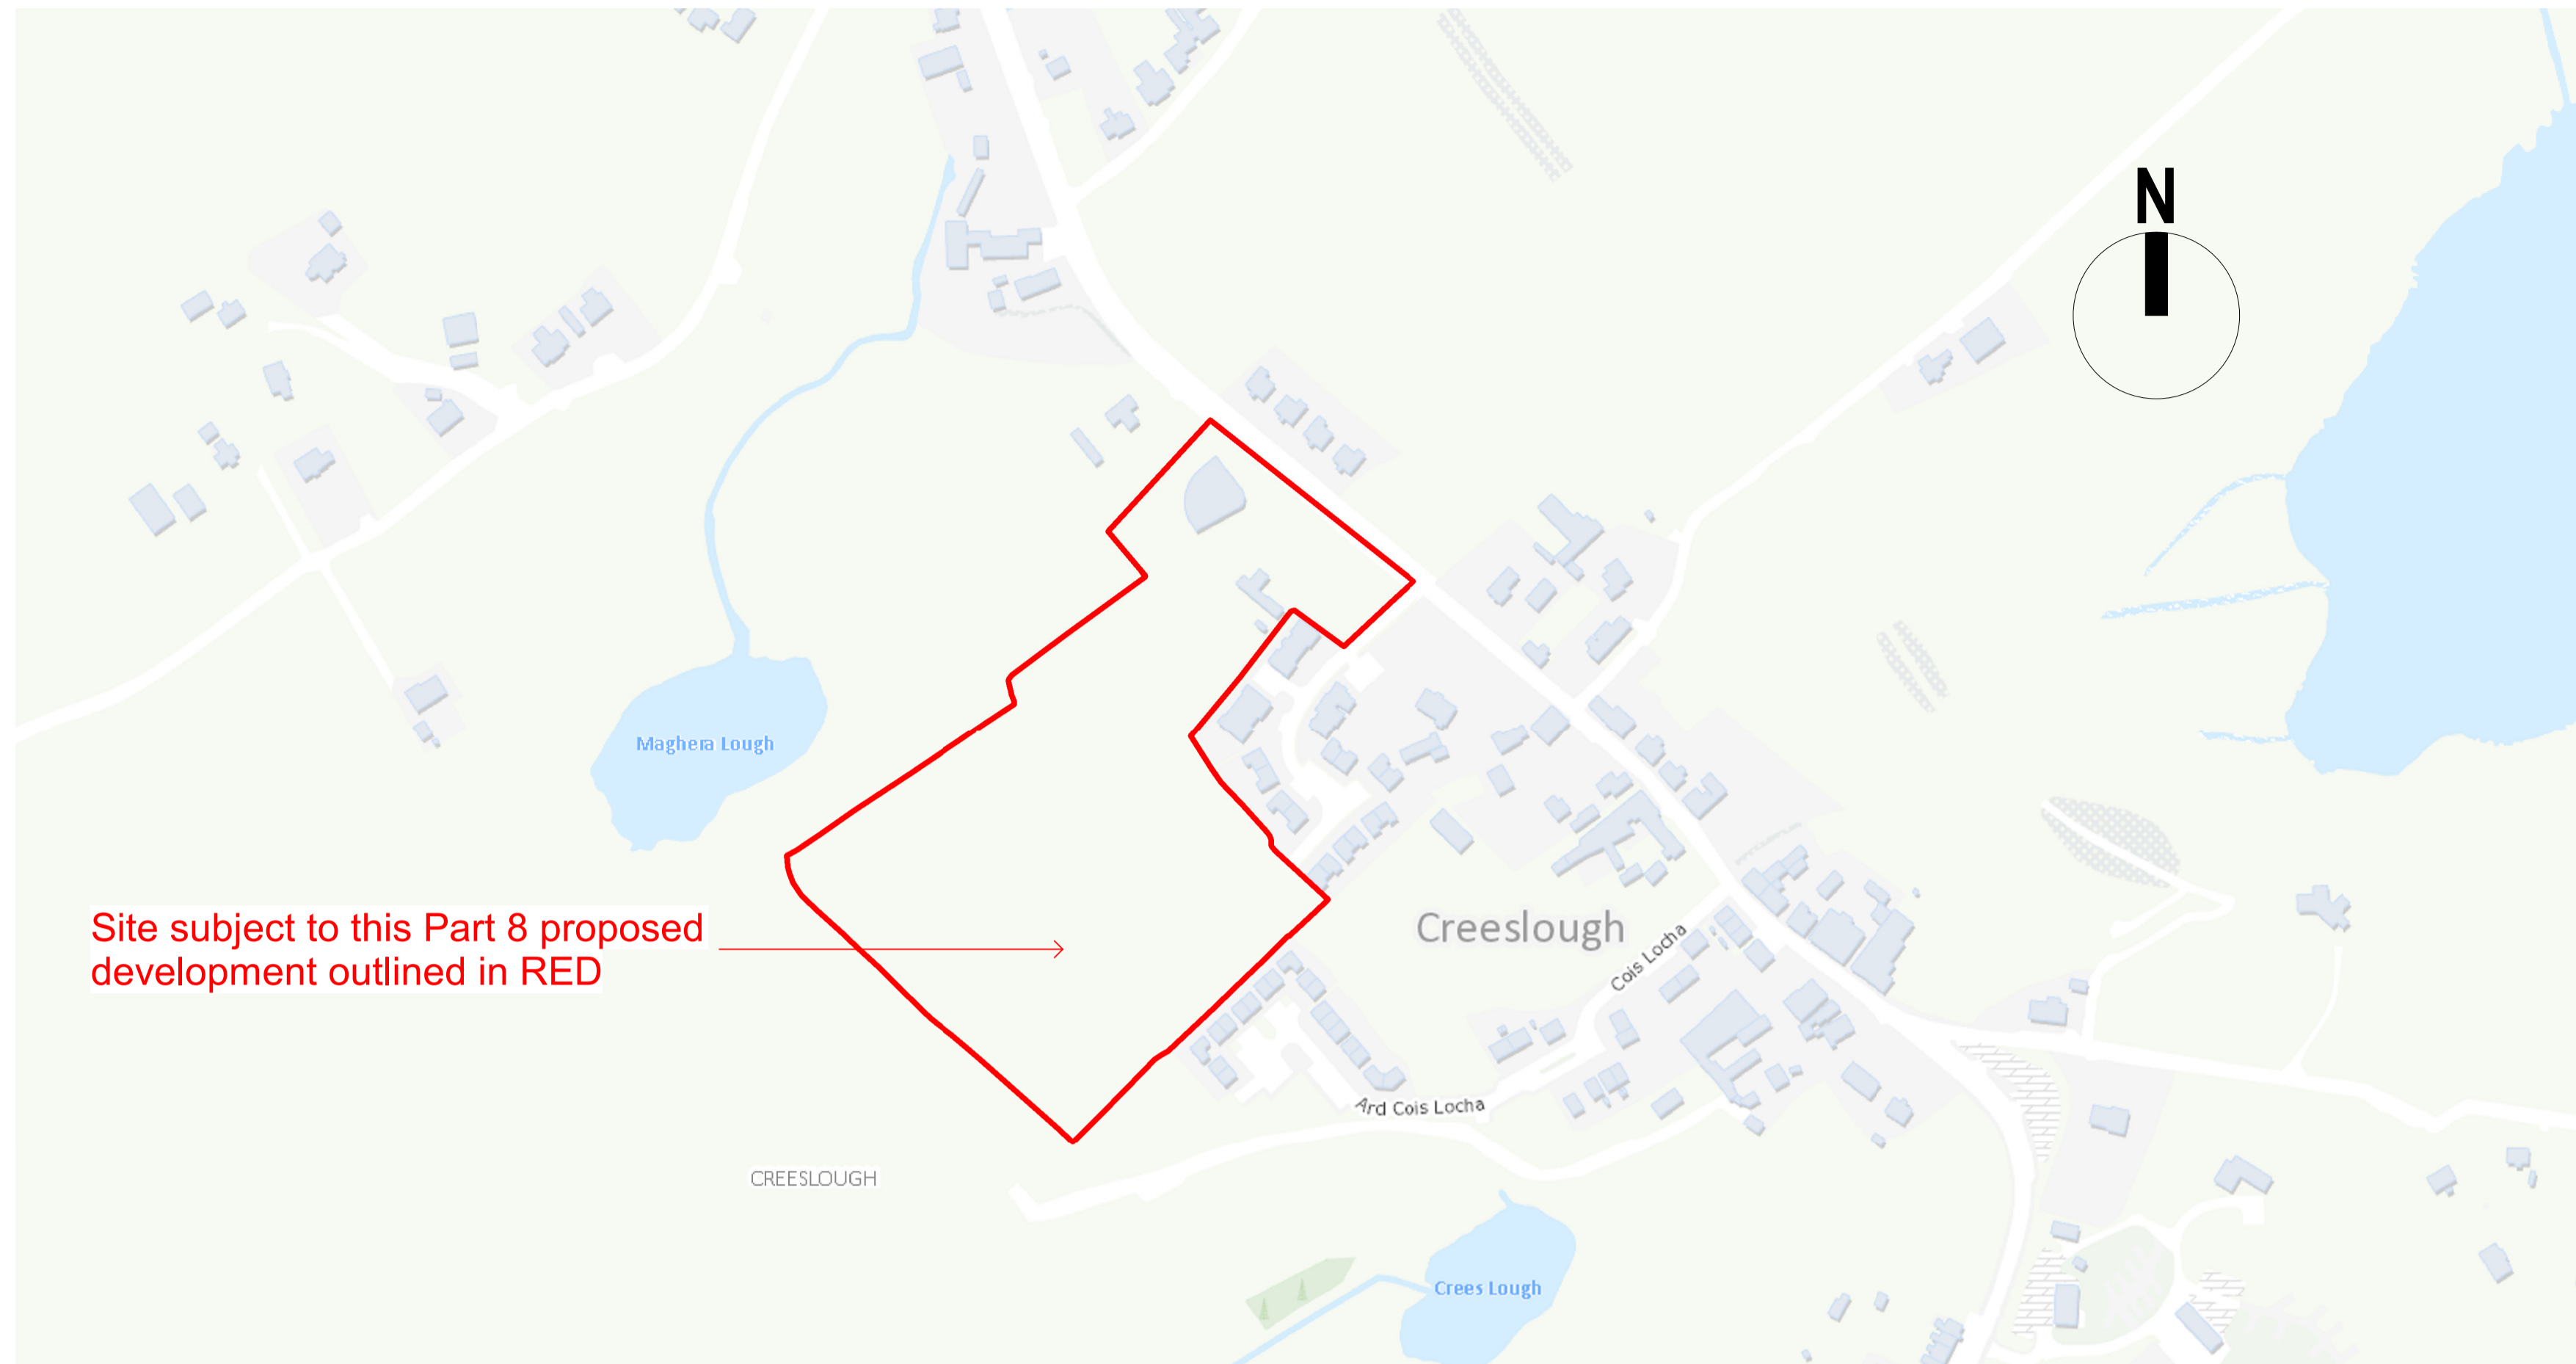 N
Maghera Lough
Site subject to this Part 8 proposed
development outlined in RED
Creeslough
Cois Locha
Ard Cois Locha
CREESLOUGH
Crees Lough